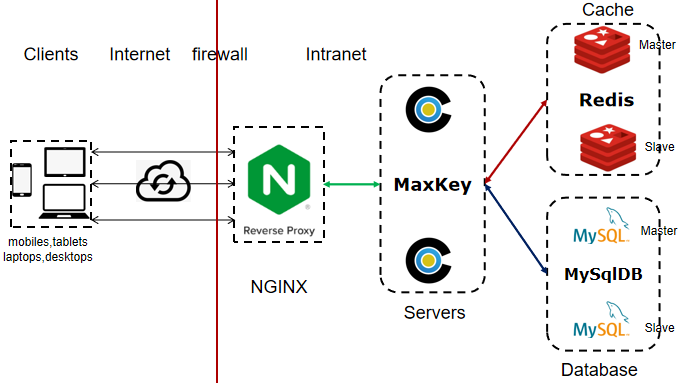 Cache
Clients
Internet
firewall
Intranet
Master
Redis
Slave
MaxKey
N
®
Reverse Proxy
mobiles,tablets
laptops,desktops
NGINX
Servers
MySQL
Master
MySqlDB
MySQL
Slave
Database